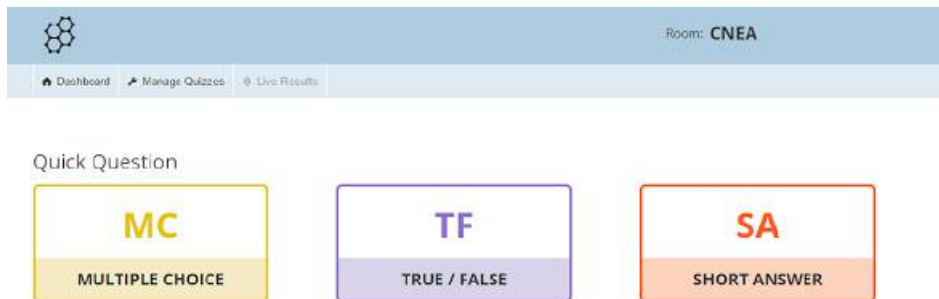 Room: CNEA
Dashboard Manage Quizzes Live Results
Quick Question
MC TF SA
MULTIPLE CHOICE TRUE / FALSE SHORT ANSWER